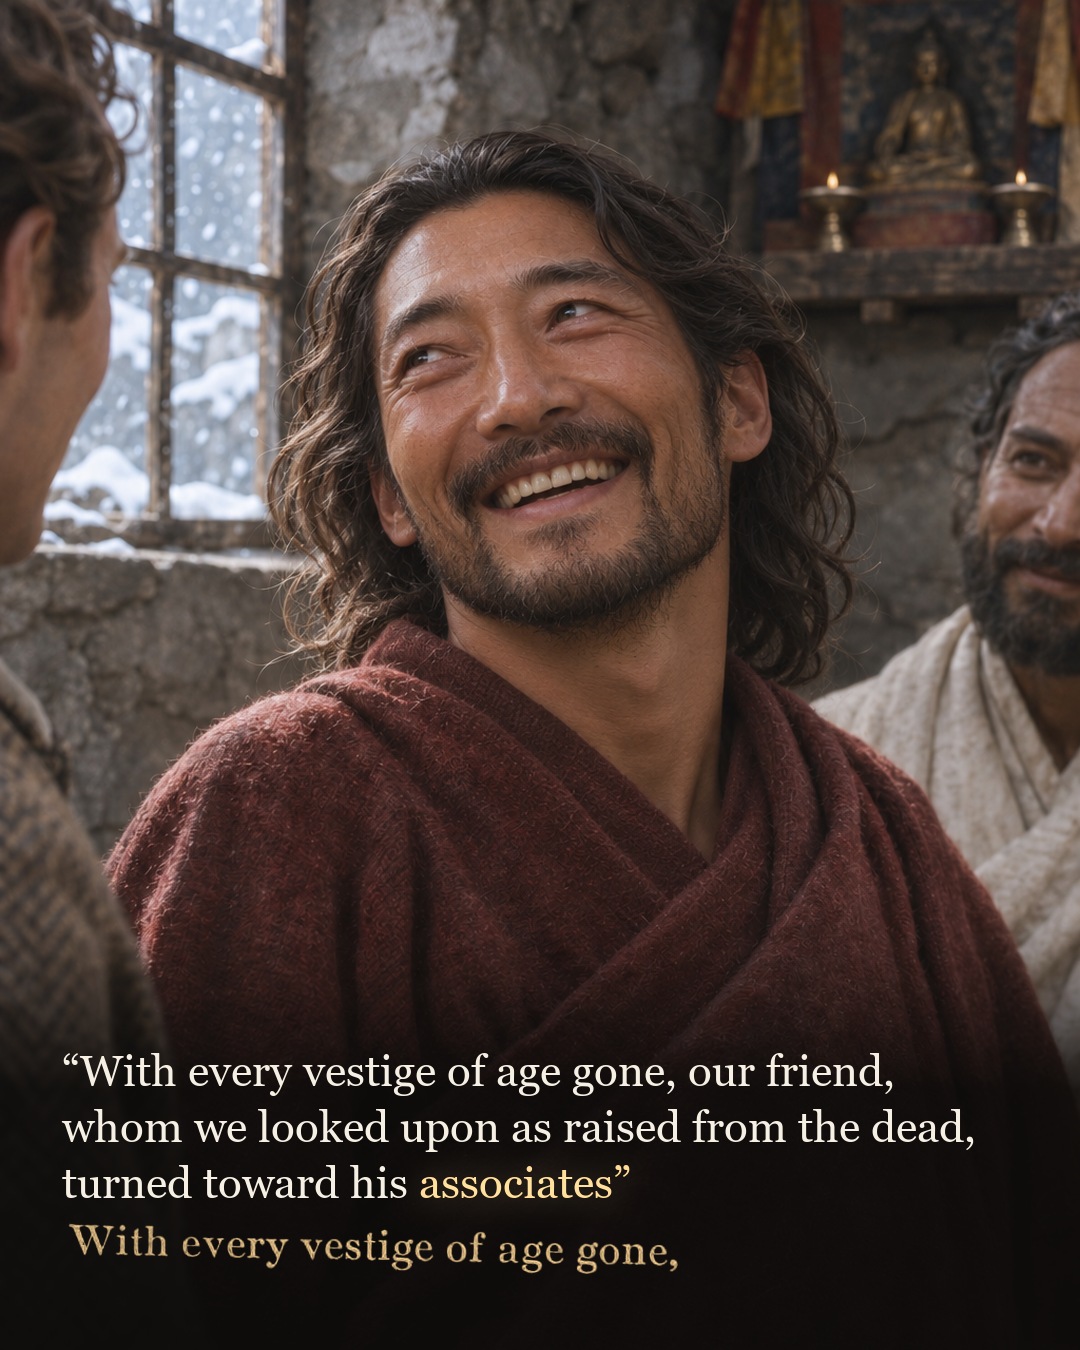 “With every vestige of age gone, our friend,
whom we looked upon as raised from the dead,
turned toward his associates”
With every vestige of age gone,